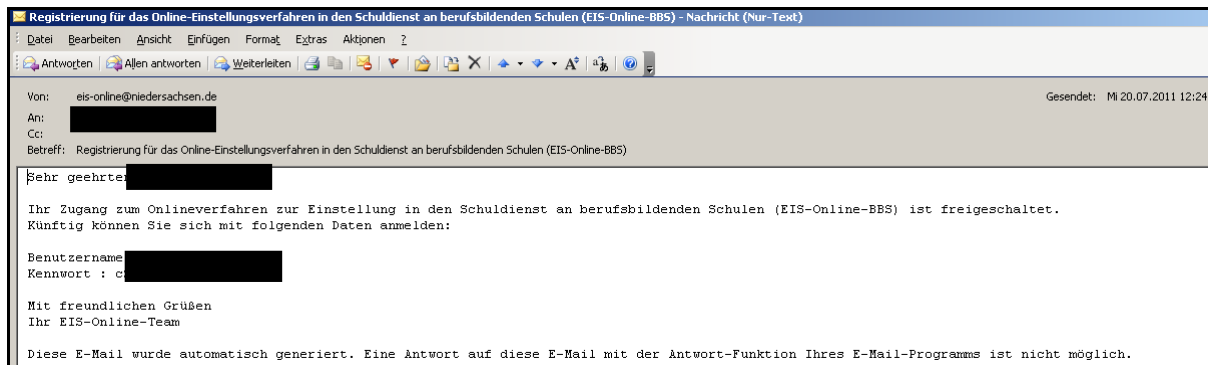 Registrierung für das Online-Einstellungsverfahren in den Schuldienst an berufsbildenden Schulen (EIS-Online-BBS) - Nachricht (Nur-Text)
Datei Bearbeiten Ansicht Einfügen Format Extras Aktionen ?
Antworten Allen antworten Weiterleiten
Von: eis-online@niedersachsen.de Gesendet: Mi 20.07.2011 12:24
An:
Cc:
Betreff: Registrierung für das Online-Einstellungsverfahren in den Schuldienst an berufsbildenden Schulen (EIS-Online-BBS)
Sehr geehrter
Ihr Zugang zum Onlineverfahren zur Einstellung in den Schuldienst an berufsbildenden Schulen (EIS-Online-BBS) ist freigeschaltet.
Künftig können Sie sich mit folgenden Daten anmelden:
Benutzername
Kennwort : c
Mit freundlichen Grüßen
Ihr EIS-Online-Team
Diese E-Mail wurde automatisch generiert. Eine Antwort auf diese E-Mail mit der Antwort-Funktion Ihres E-Mail-Programms ist nicht möglich.